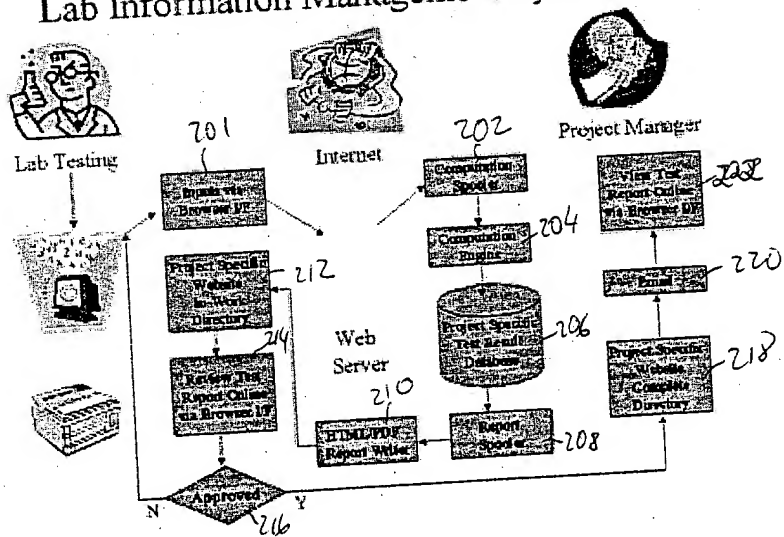 Lab Information Management
Lab Testing
Internet
Project Manager
201
Inputs via
Browser I/F
202
Computation
Spooler
204
Computation
Engine
206
Project Specific
Test Result
Database
208
Report
Spooler
210
HTML/PDF
Report Writer
Web
Server
212
Project Specific
Website
In-Work
Directory
214
Review Test
Report Online
via Browser I/F
216
Approved
N
Y
218
Project Specific
Website
Complete
Directory
220
Email
222
View Test
Report Online
via Browser I/F